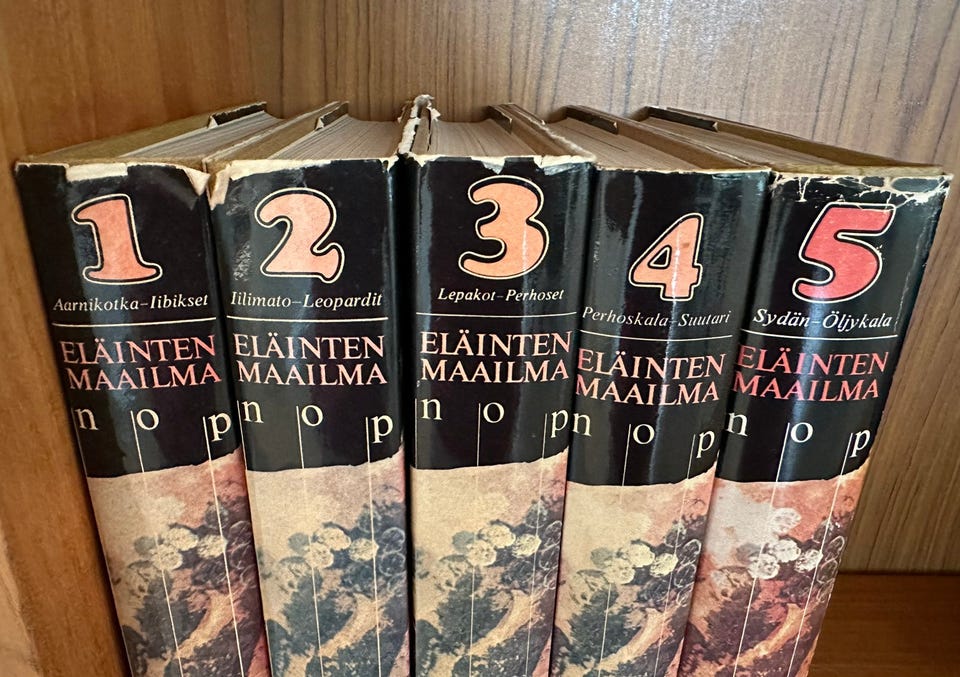 1
Aarnikotka-Iibikset
ELÄINTEN
MAAILMA
n o p
2
Iilimato-Leopardit
ELÄINTEN
MAAILMA
n o p
3
Lepakot-Perhoset
ELÄINTEN
MAAILMA
n o p
4
Perhoskala-Suutari
ELÄINTEN
MAAILMA
n o p
5
Sydän-Öljykala
ELÄINTEN
MAAILMA
n o p